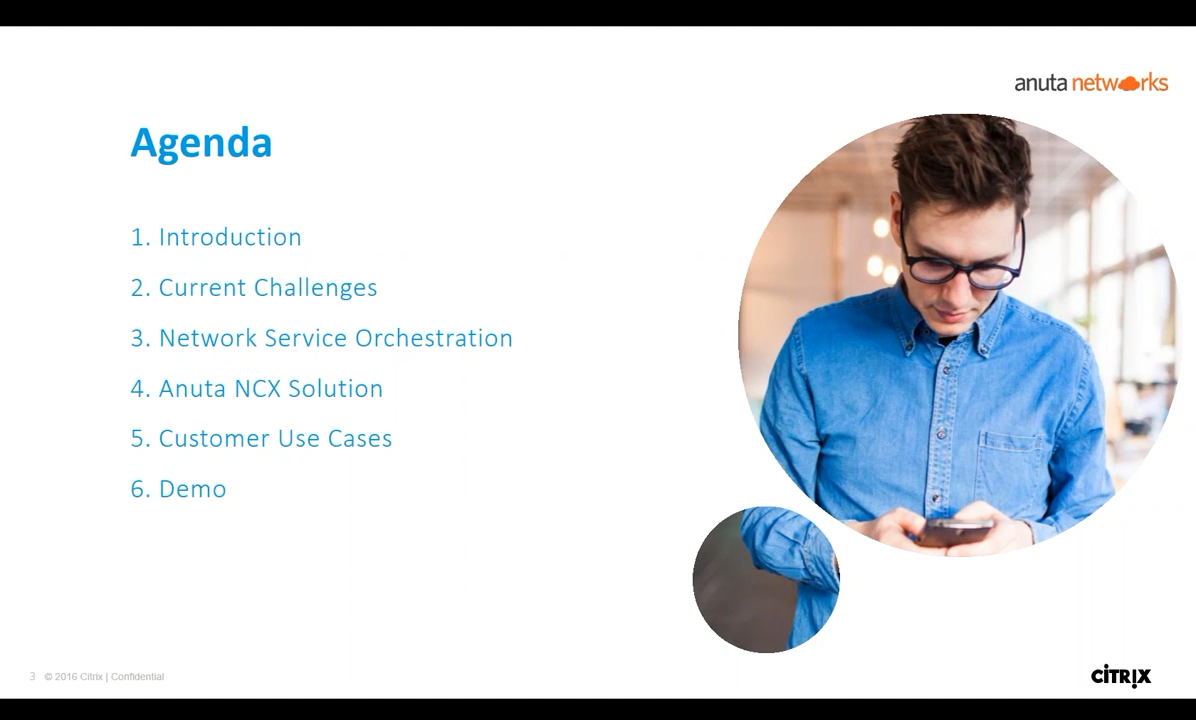 anuta networks
Agenda
1. Introduction
2. Current Challenges
3. Network Service Orchestration
4. Anuta NCX Solution
5. Customer Use Cases
6. Demo
3 © 2016 Citrix | Confidential
CITRIX